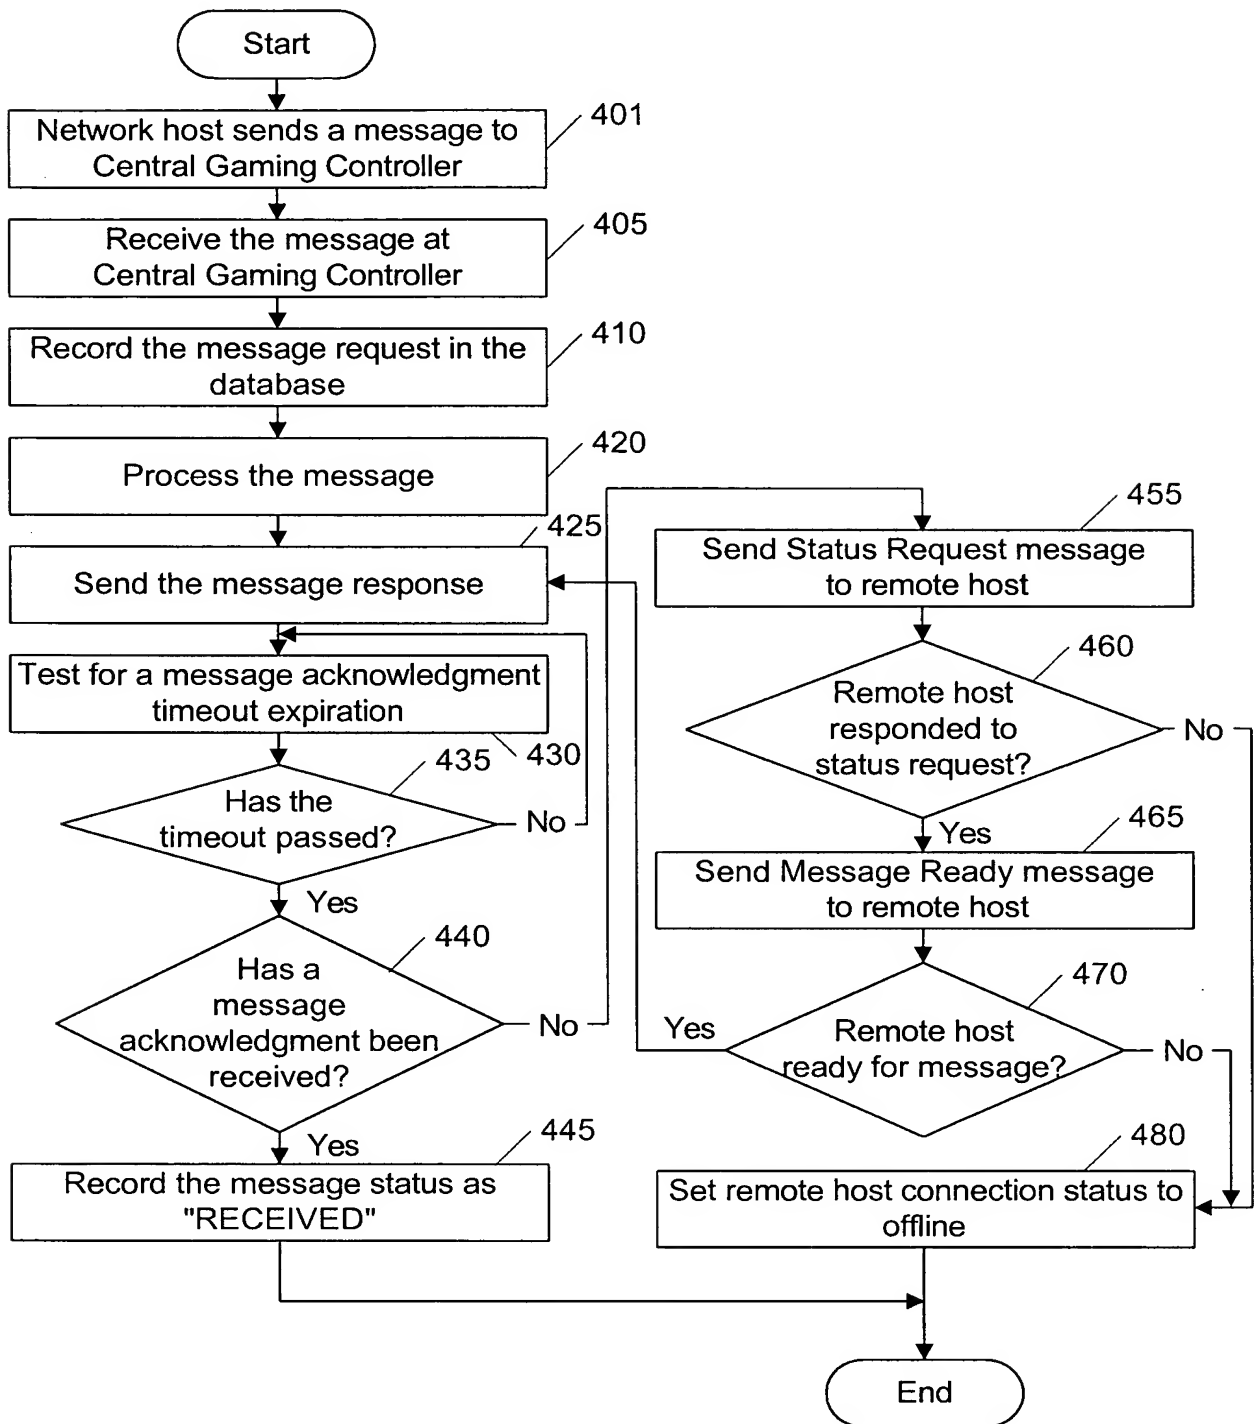 Start
Network host sends a message to
Central Gaming Controller
401
Receive the message at
Central Gaming Controller
405
Record the message request in the
database
410
Process the message
420
Send the message response
425
Test for a message acknowledgment
timeout expiration
430
Has the
timeout passed?
435
No
Yes
Has a
message
acknowledgment been
received?
440
No
Yes
Record the message status as
"RECEIVED"
445
Send Status Request message
to remote host
455
Remote host
responded to
status request?
460
No
Yes
Send Message Ready message
to remote host
465
Remote host
ready for message?
470
Yes
No
Set remote host connection status to
offline
480
End